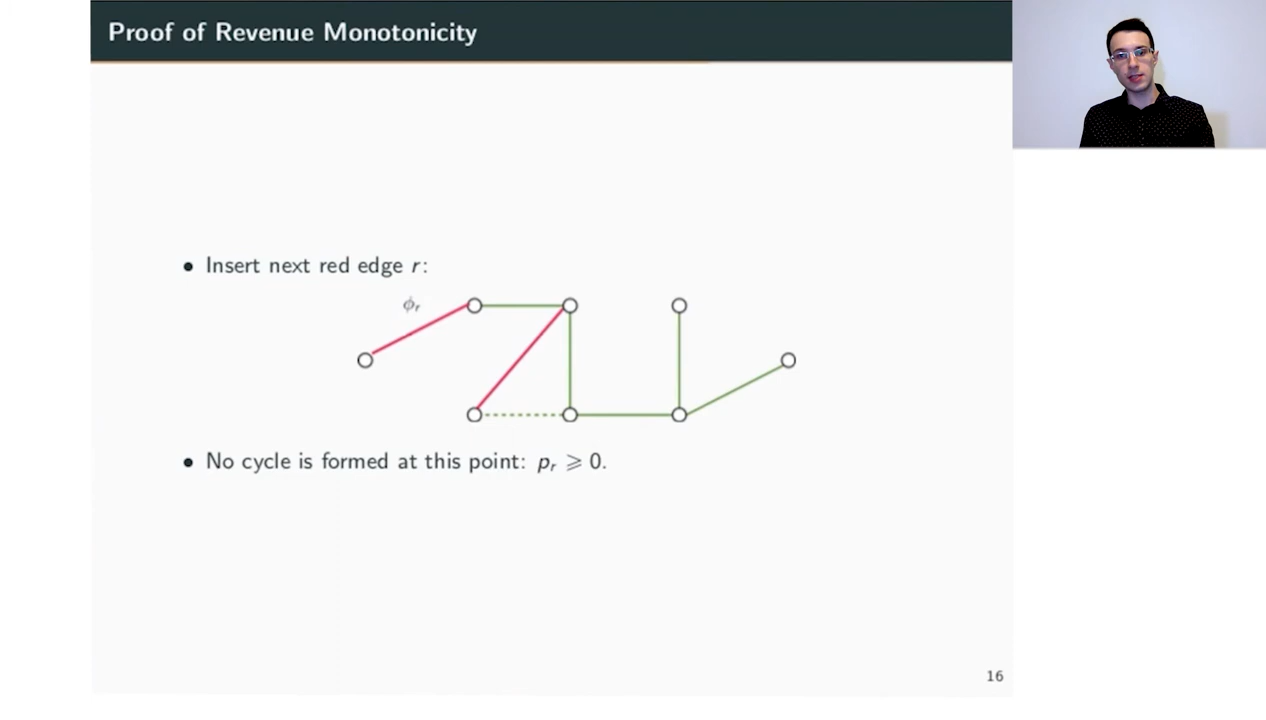 Proof of Revenue Monotonicity
• Insert next red edge r:
ϕᵣ
• No cycle is formed at this point: pᵣ ⩾ 0.
16